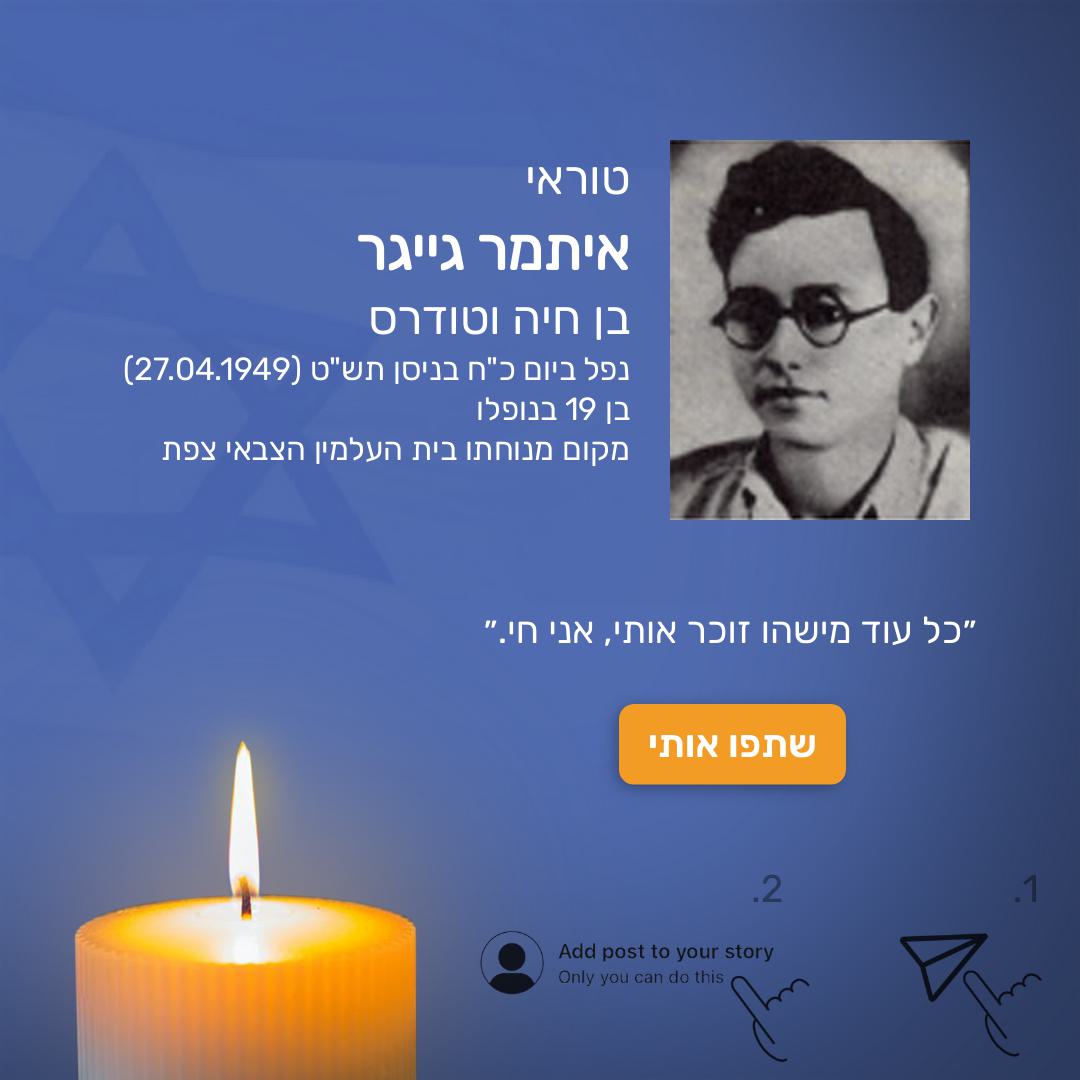 טוראי
איתמר גייגר
בן חיה וטודרס
נפל ביום כ"ח בניסן תש"ט (27.04.1949)
בן 19 בנופלו
מקום מנוחתו בית העלמין הצבאי צפת
״כל עוד מישהו זוכר אותי, אני חי.״
שתפו אותי
1.
2.
Add post to your story
Only you can do this